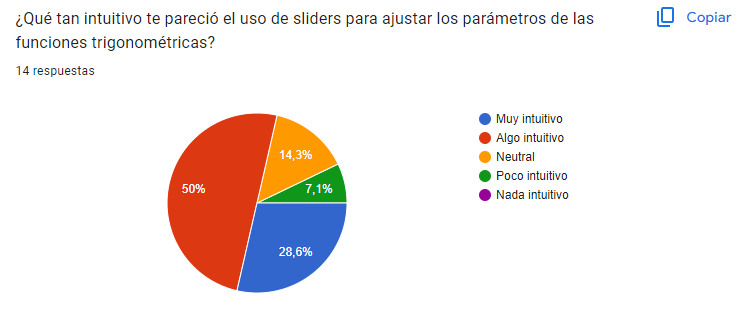 ¿Qué tan intuitivo te pareció el uso de sliders para ajustar los parámetros de las
funciones trigonométricas?
Copiar
14 respuestas
14,3%
50%
7,1%
28,6%
Muy intuitivo
Algo intuitivo
Neutral
Poco intuitivo
Nada intuitivo